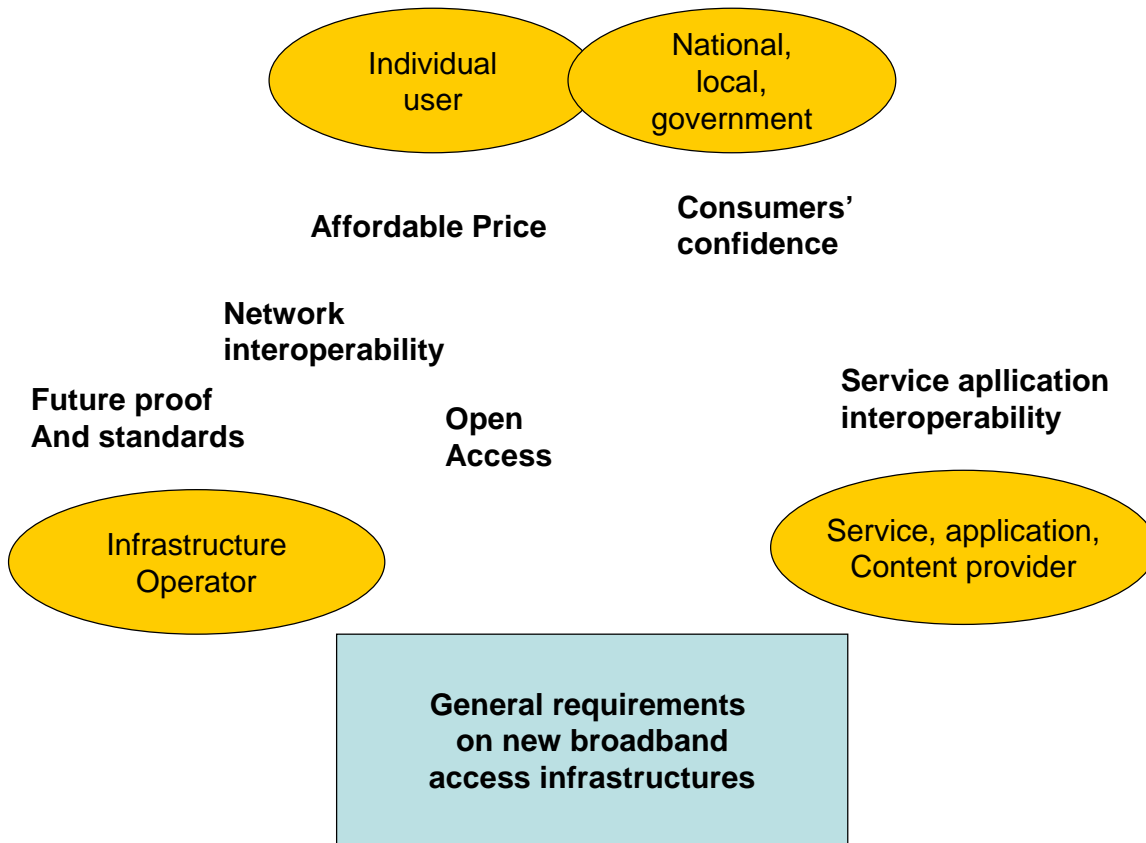 Individual
user
National,
local,
government
Affordable Price
Consumers’
confidence
Network
interoperability
Future proof
And standards
Open
Access
Service apllication
interoperability
Infrastructure
Operator
Service, application,
Content provider
General requirements
on new broadband
access infrastructures